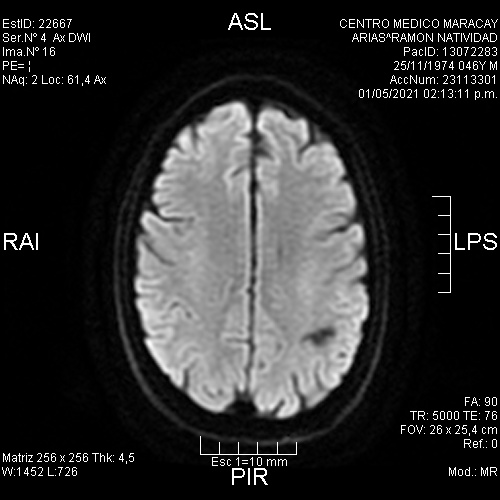 EstID: 22667
Ser.Nº 4 Ax DWI
Ima.Nº 16
PE= ¦
NAq: 2 Loc: 61,4 Ax
ASL
CENTRO MEDICO MARACAY
ARIAS^RAMON NATIVIDAD
PacID: 13072283
25/11/1974 046Y M
AccNum: 23113301
01/05/2021 02:13:11 p.m.
RAI
LPS
FA: 90
TR: 5000 TE: 76
FOV: 26 x 25,4 cm
Ref.: 0
Mod.: MR
Matriz 256 x 256 Thk: 4,5
W:1452 L:726
Esc 1=10 mm
PIR